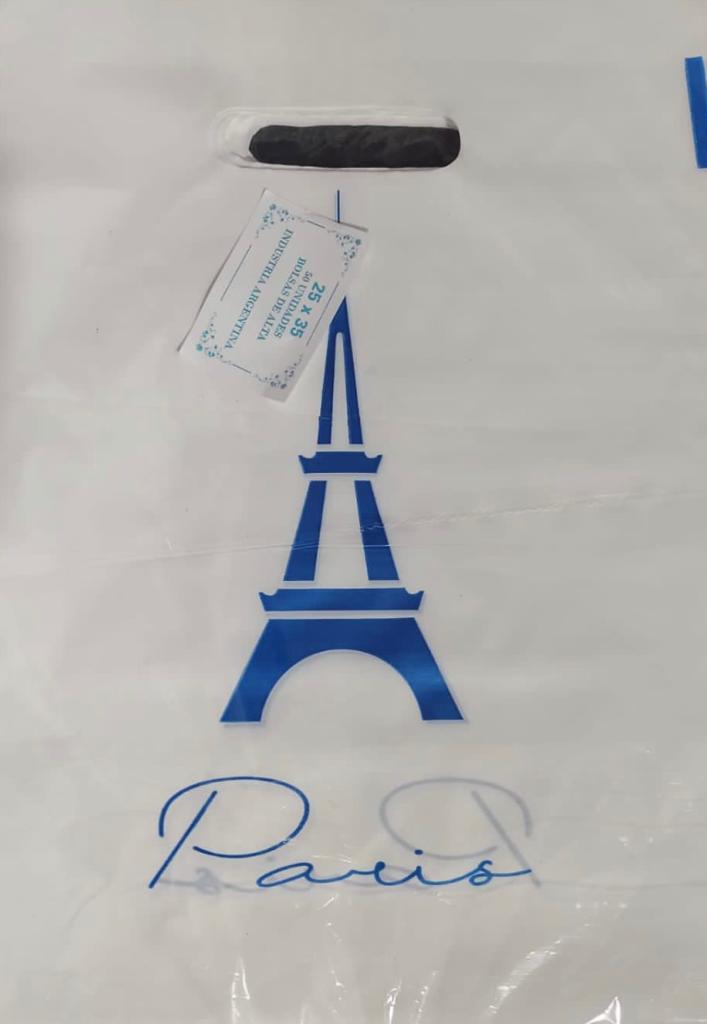 25 x 35
50 UNIDADES
BOLSAS DE ALTA
INDUSTRIA ARGENTINA
Paris